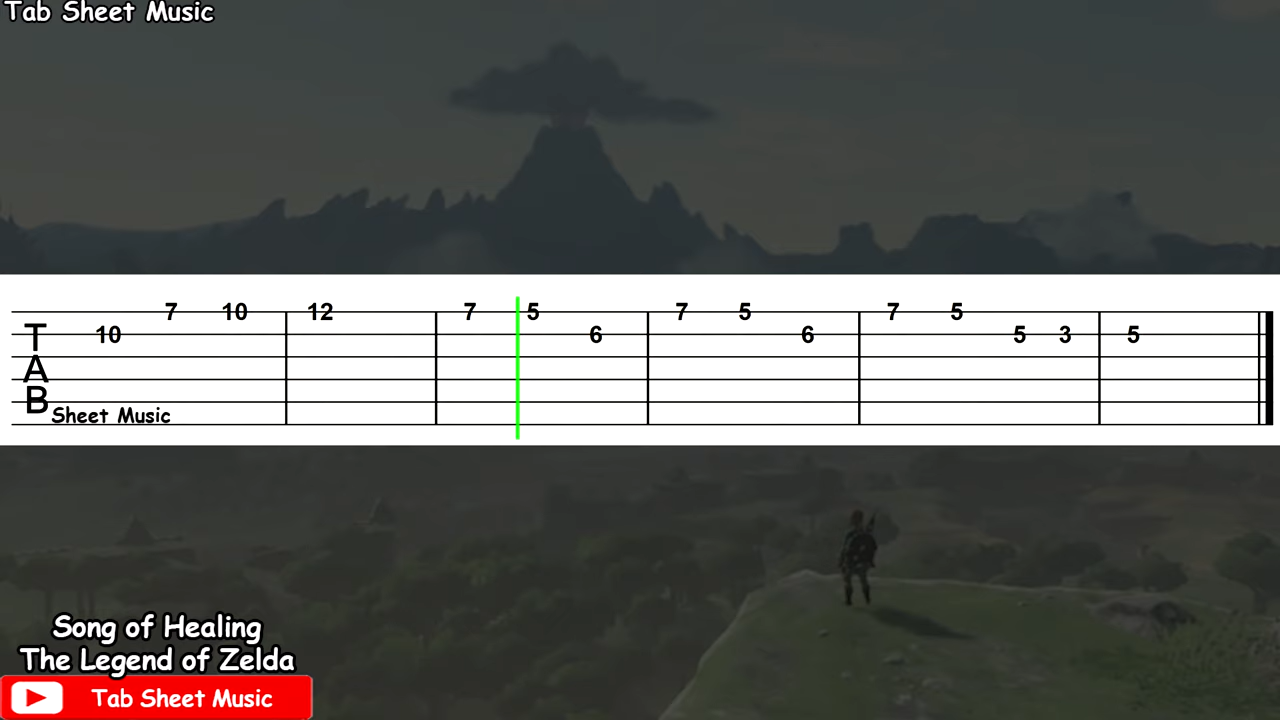 Tab Sheet Music
7 10 12 7 5 7 5 7 5
10 6 6 5 3 5
T
A
B
Sheet Music
Song of Healing
The Legend of Zelda
Tab Sheet Music